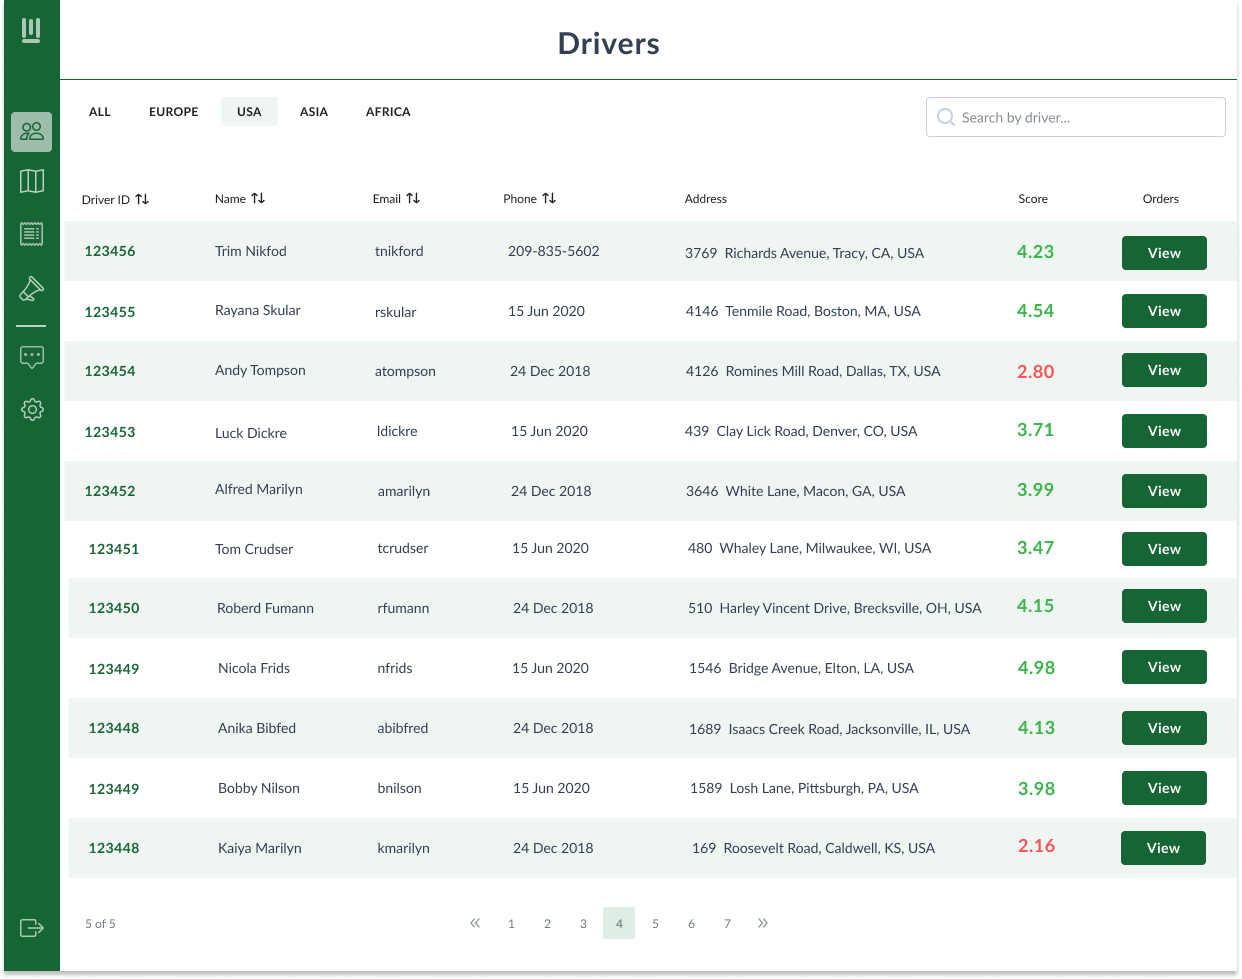 Drivers
ALL EUROPE USA ASIA AFRICA
Search by driver...
Driver ID Name Email Phone Address Score Orders
123456 Trim Nikfod tnikford 209-835-5602 3769 Richards Avenue, Tracy, CA, USA 4.23 View
123455 Rayana Skular rskular 15 Jun 2020 4146 Tenmile Road, Boston, MA, USA 4.54 View
123454 Andy Tompson atompson 24 Dec 2018 4126 Romines Mill Road, Dallas, TX, USA 2.80 View
123453 Luck Dickre ldickre 15 Jun 2020 439 Clay Lick Road, Denver, CO, USA 3.71 View
123452 Alfred Marilyn amarilyn 24 Dec 2018 3646 White Lane, Macon, GA, USA 3.99 View
123451 Tom Crudser tcrudser 15 Jun 2020 480 Whaley Lane, Milwaukee, WI, USA 3.47 View
123450 Roberd Fumann rfumann 24 Dec 2018 510 Harley Vincent Drive, Brecksville, OH, USA 4.15 View
123449 Nicola Frids nfrids 15 Jun 2020 1546 Bridge Avenue, Elton, LA, USA 4.98 View
123448 Anika Bibfed abibfred 24 Dec 2018 1689 Isaacs Creek Road, Jacksonville, IL, USA 4.13 View
123449 Bobby Nilson bnilson 15 Jun 2020 1589 Losh Lane, Pittsburgh, PA, USA 3.98 View
123448 Kaiya Marilyn kmarilyn 24 Dec 2018 169 Roosevelt Road, Caldwell, KS, USA 2.16 View
5 of 5 « 1 2 3 4 5 6 7 »